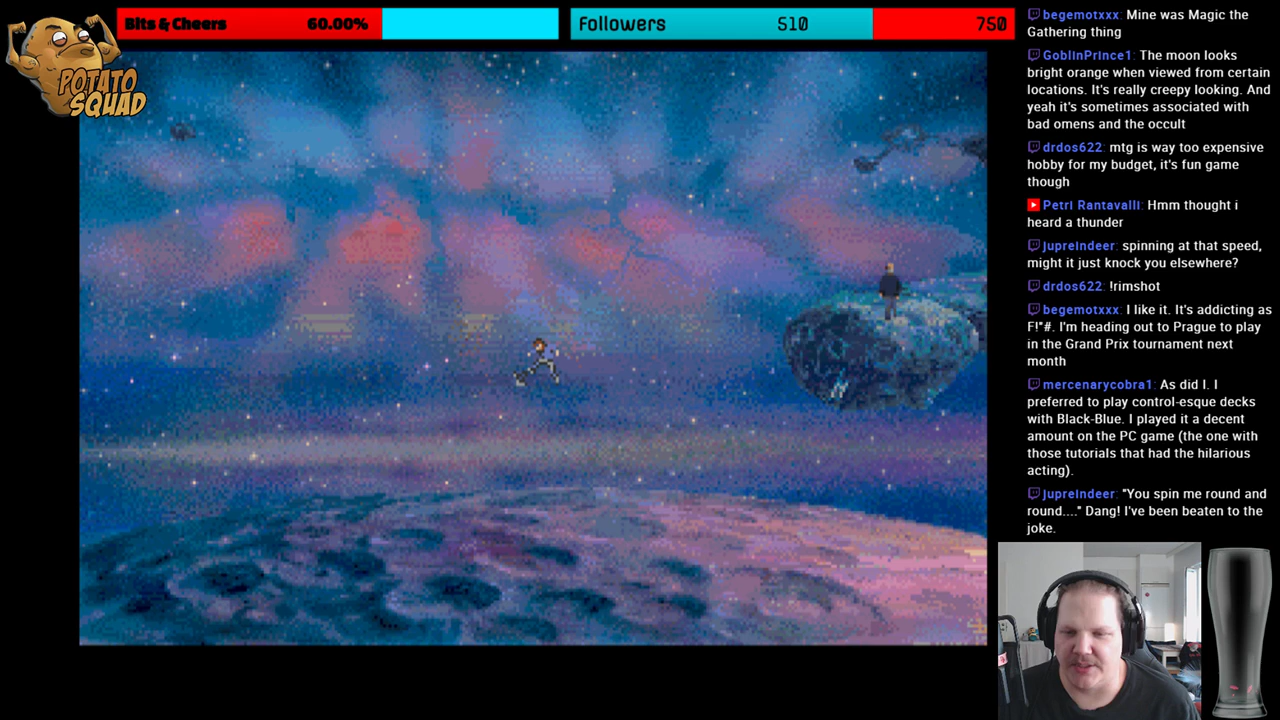 Bits & Cheers 60.00%
Followers 510 750
POTATO
SQUAD
begemotxxx: Mine was Magic the
Gathering thing
GoblinPrince1: The moon looks
bright orange when viewed from certain
locations. It's really creepy looking. And
yeah it's sometimes associated with
bad omens and the occult
drdos622: mtg is way too expensive
hobby for my budget, it's fun game
though
Petri Rantavalli: Hmm thought i
heard a thunder
jupreindeer: spinning at that speed,
might it just knock you elsewhere?
drdos622: !rimshot
begemotxxx: I like it. It's addicting as
F!"#. I'm heading out to Prague to play
in the Grand Prix tournament next
month
mercenarycobra1: As did I. I
preferred to play control-esque decks
with Black-Blue. I played it a decent
amount on the PC game (the one with
those tutorials that had the hilarious
acting).
jupreindeer: "You spin me round and
round...." Dang! I've been beaten to the
joke.